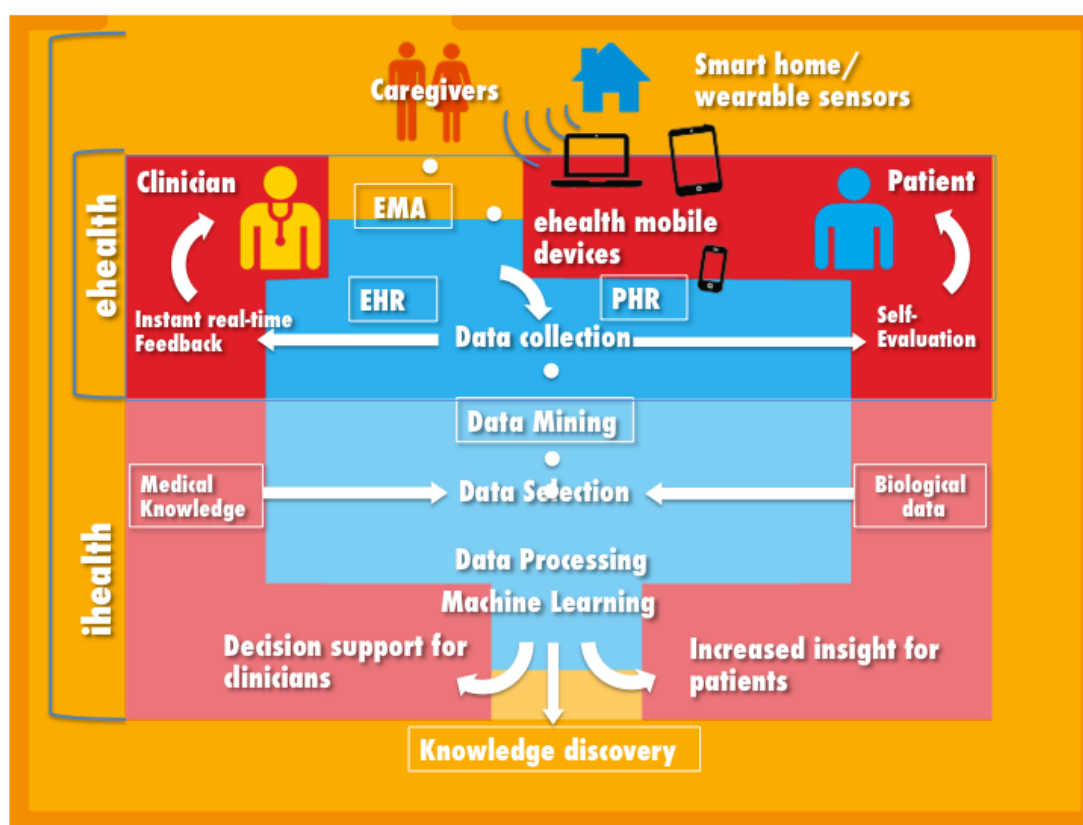 Caregivers
Smart home/
wearable sensors
Clinician
Patient
EMA
ehealth mobile
devices
ehealth
EHR
PHR
Instant real-time
Feedback
Data collection
Self-
Evaluation
Data Mining
Medical
Knowledge
Data Selection
Biological
data
ihealth
Data Processing
Machine Learning
Decision support for
clinicians
Increased insight for
patients
Knowledge discovery